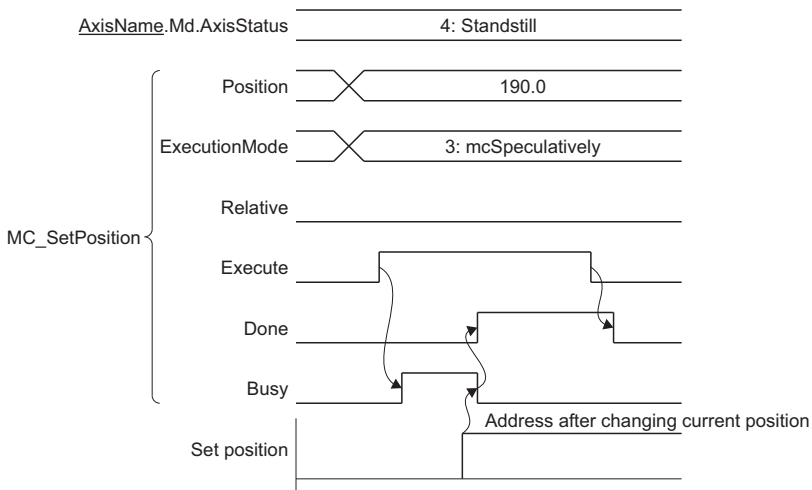 AxisName.Md.AxisStatus
4: Standstill
Position
190.0
ExecutionMode
3: mcSpeculatively
Relative
MC_SetPosition
Execute
Done
Busy
Address after changing current position
Set position